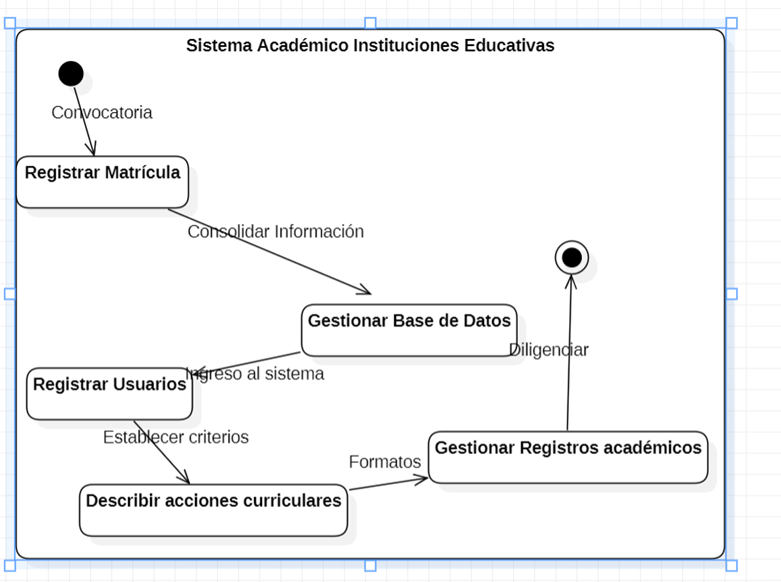 Sistema Académico Instituciones Educativas
Convocatoria
Registrar Matrícula
Consolidar Información
Gestionar Base de Datos
Diligenciar
Ingreso al sistema
Registrar Usuarios
Establecer criterios
Gestionar Registros académicos
Formatos
Describir acciones curriculares